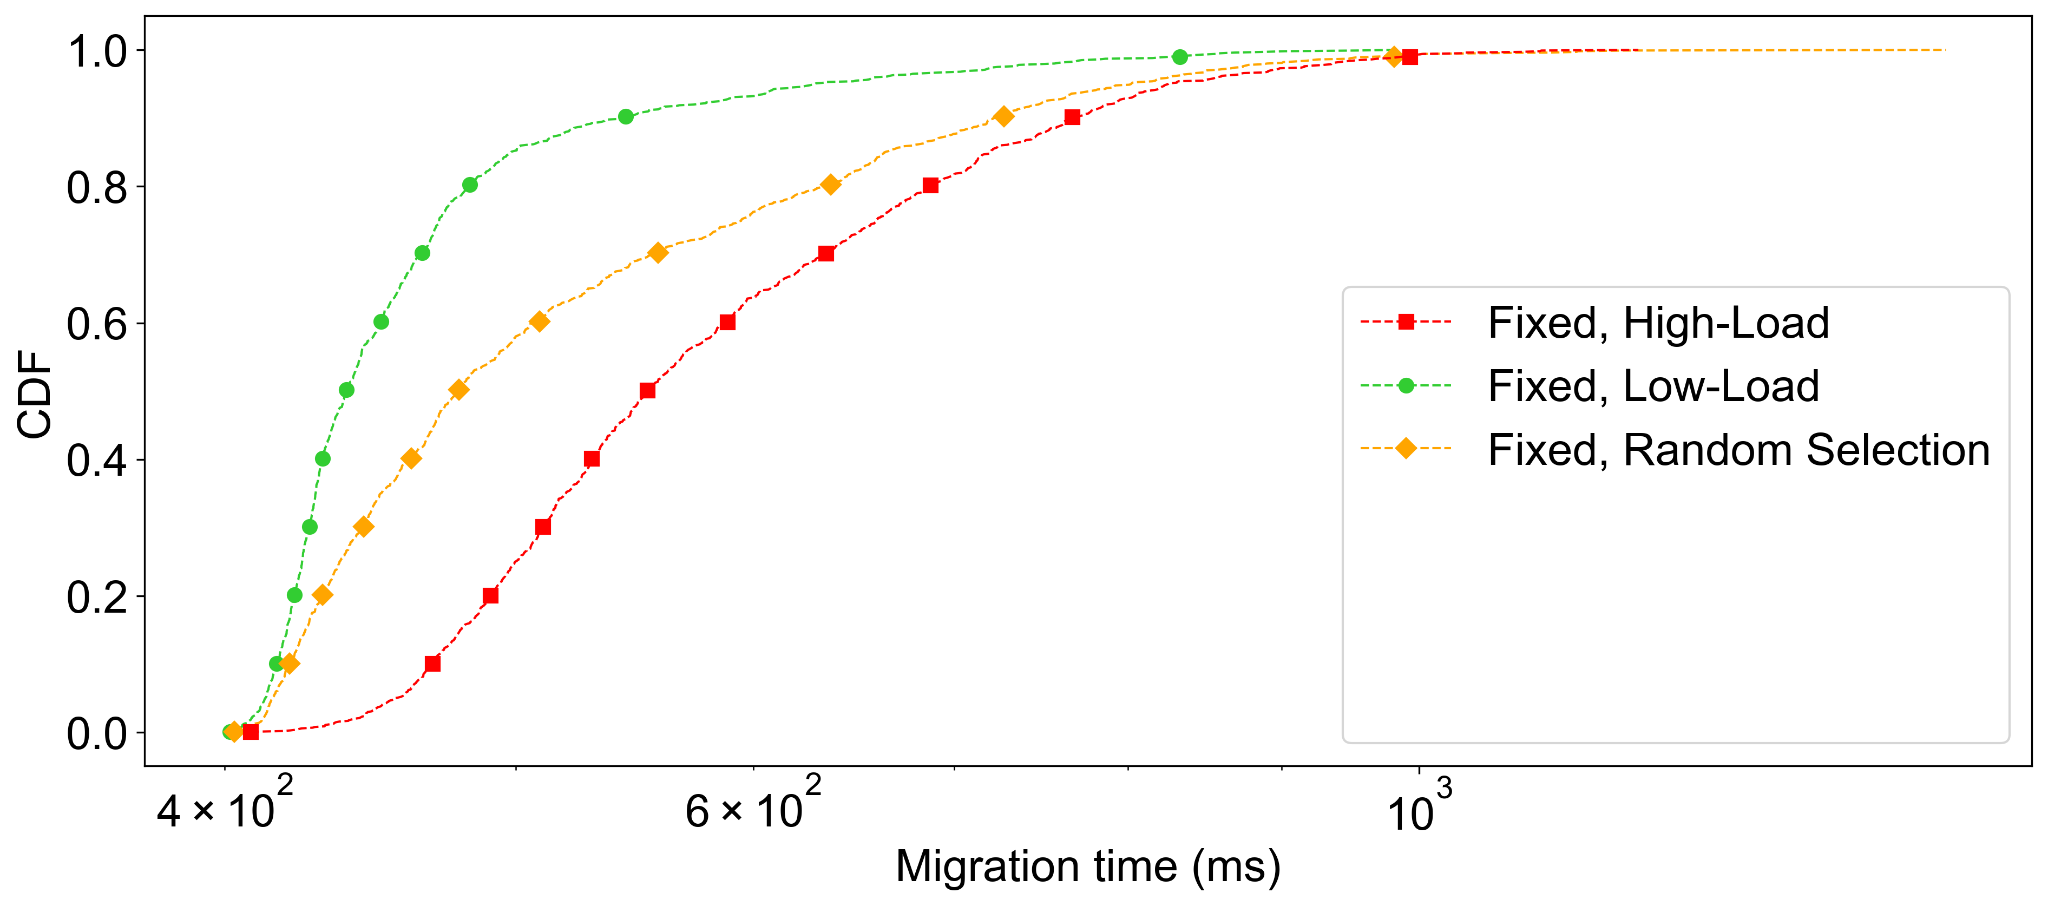 1.0
0.8
0.6
0.4
0.2
0.0
CDF
4 × 10²
6 × 10²
10³
Migration time (ms)
Fixed, High-Load
Fixed, Low-Load
Fixed, Random Selection